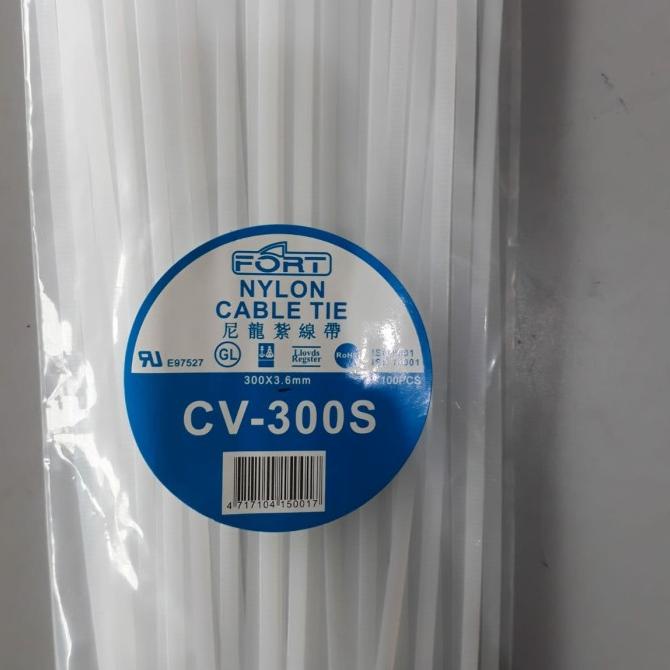 FORT
NYLON
CABLE TIE
尼龍紮線帶
E97527 GL Lloyds Register RoHS
300X3.6mm 100PCS
CV-300S
4 717104 150017